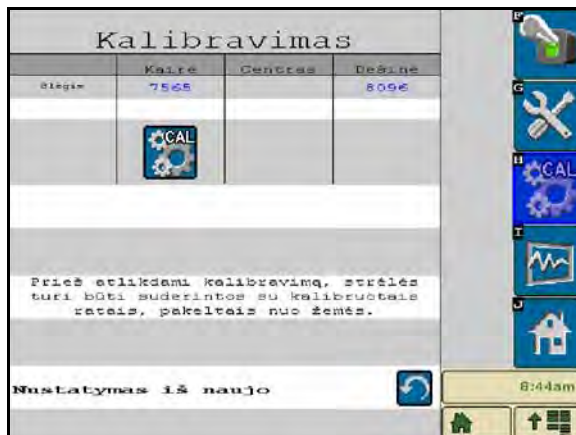 Kalibravimas
Kairė Centras Dešinė
Slėgis 7565 8096
CAL
Prieš atlikdami kalibravimą, strėlės
turi būti suderintos su kalibruotais
ratais, pakeltais nuo žemės.
Nustatymas iš naujo
F
G
H
CAL
I
J
8:44am